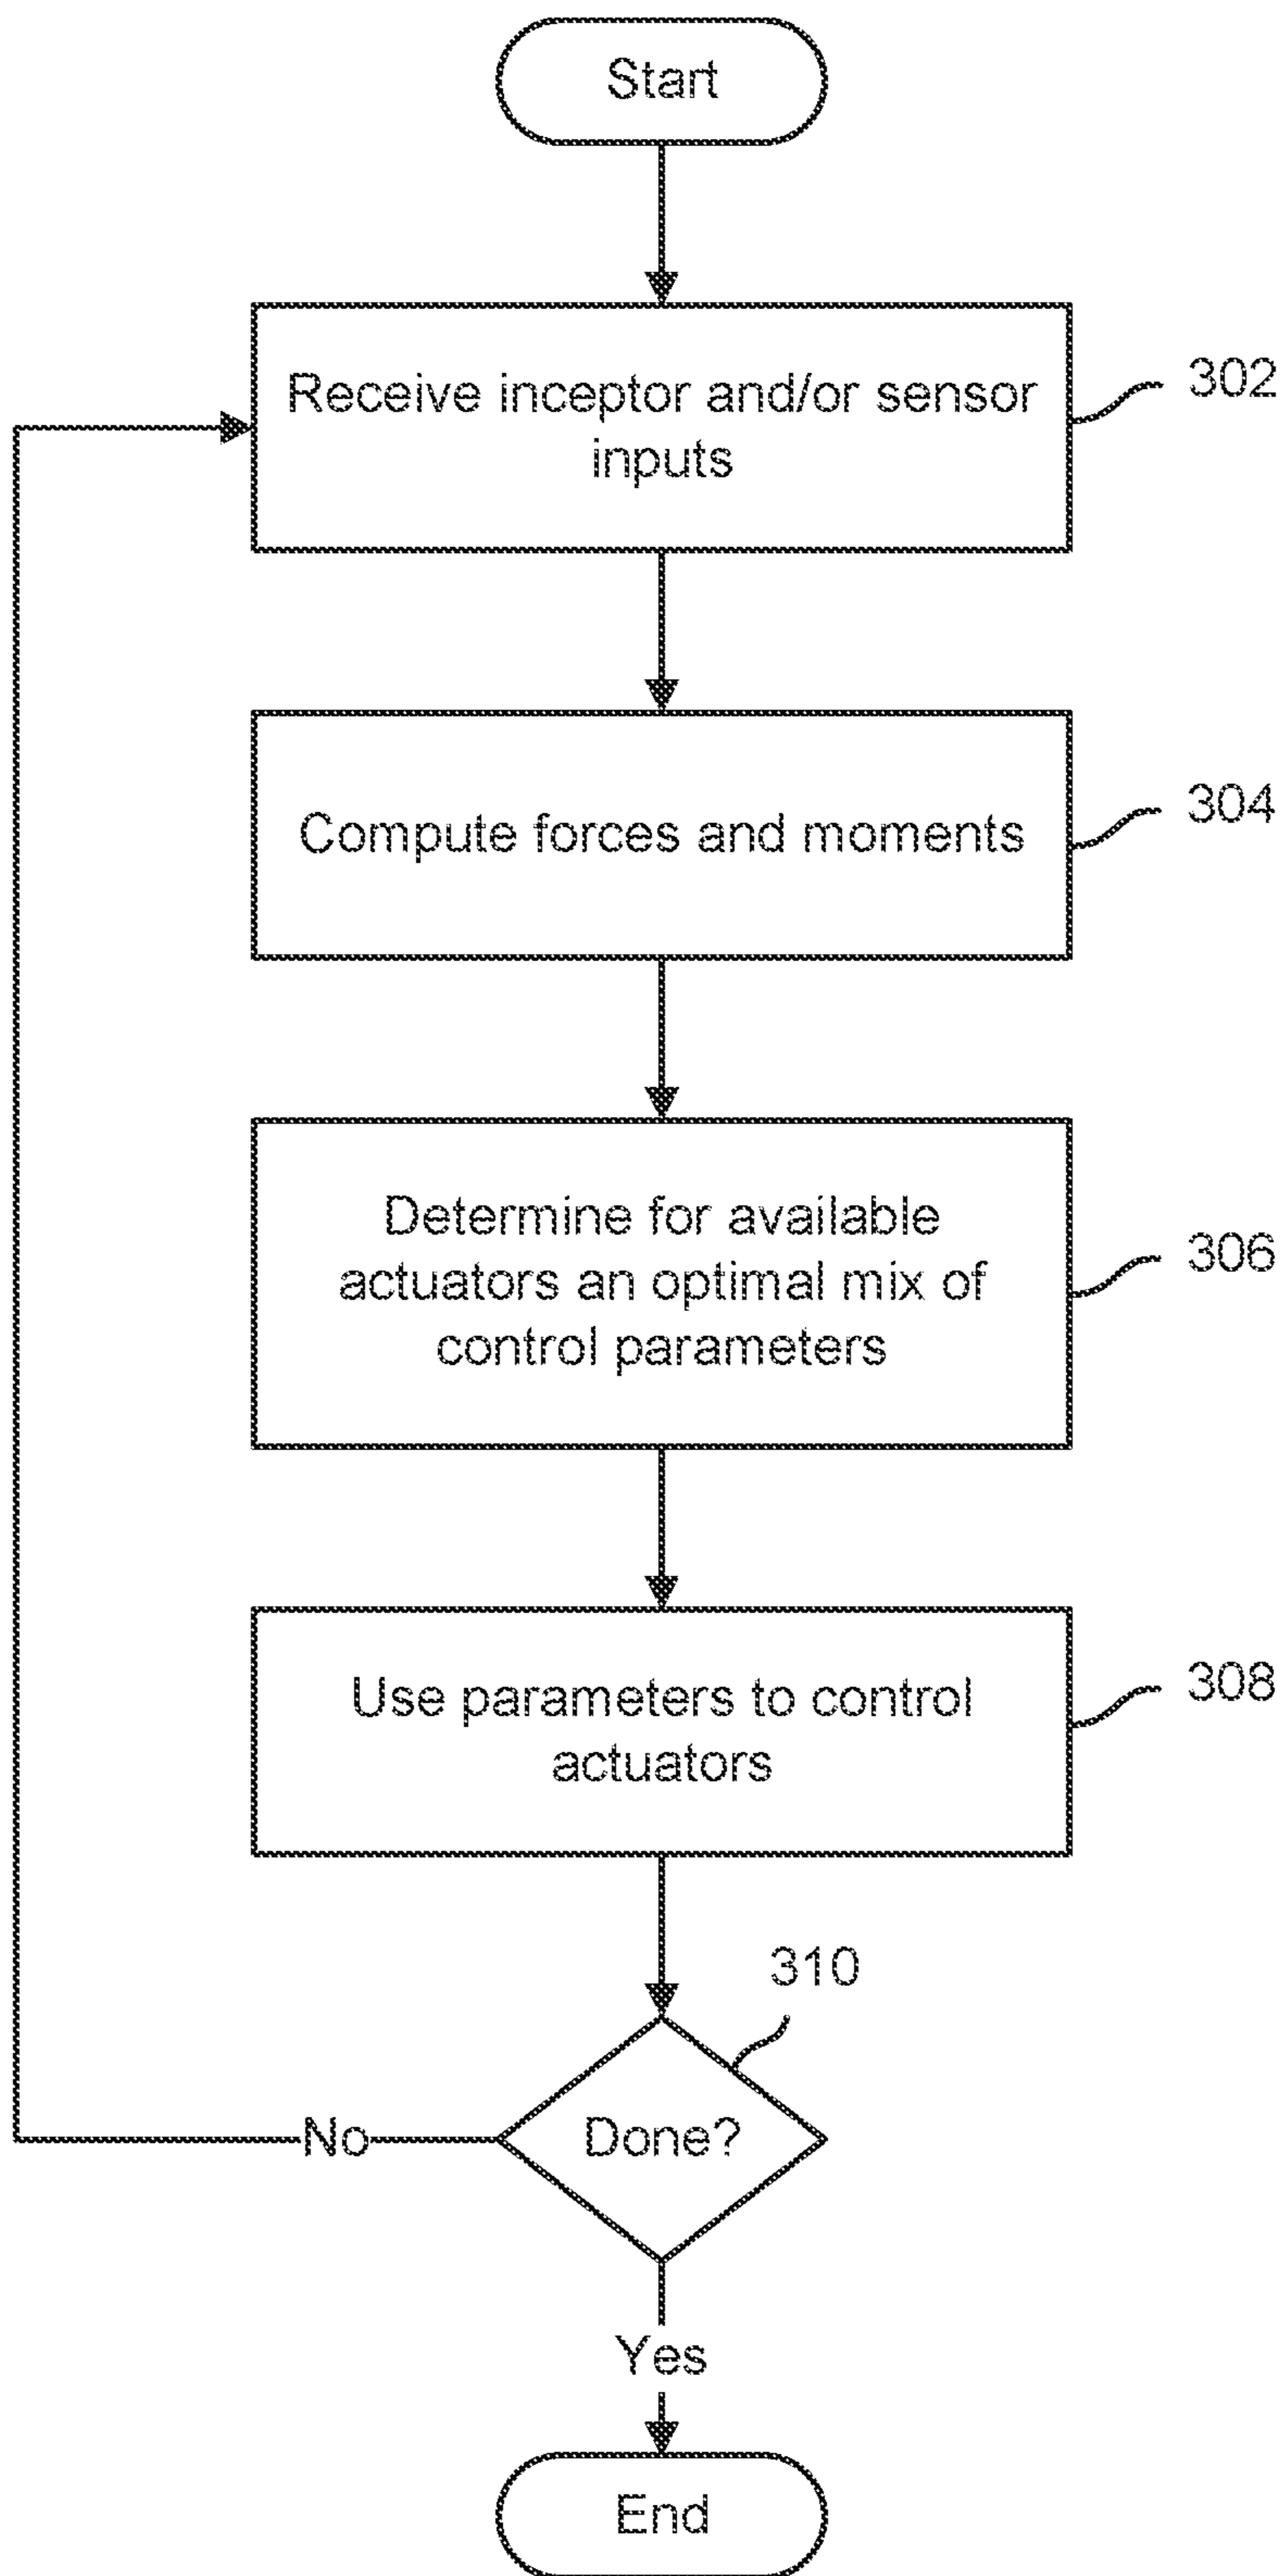 Start
Receive inceptor and/or sensor
inputs
302
Compute forces and moments
304
Determine for available
actuators an optimal mix of
control parameters
306
Use parameters to control
actuators
308
310
Done?
No
Yes
End